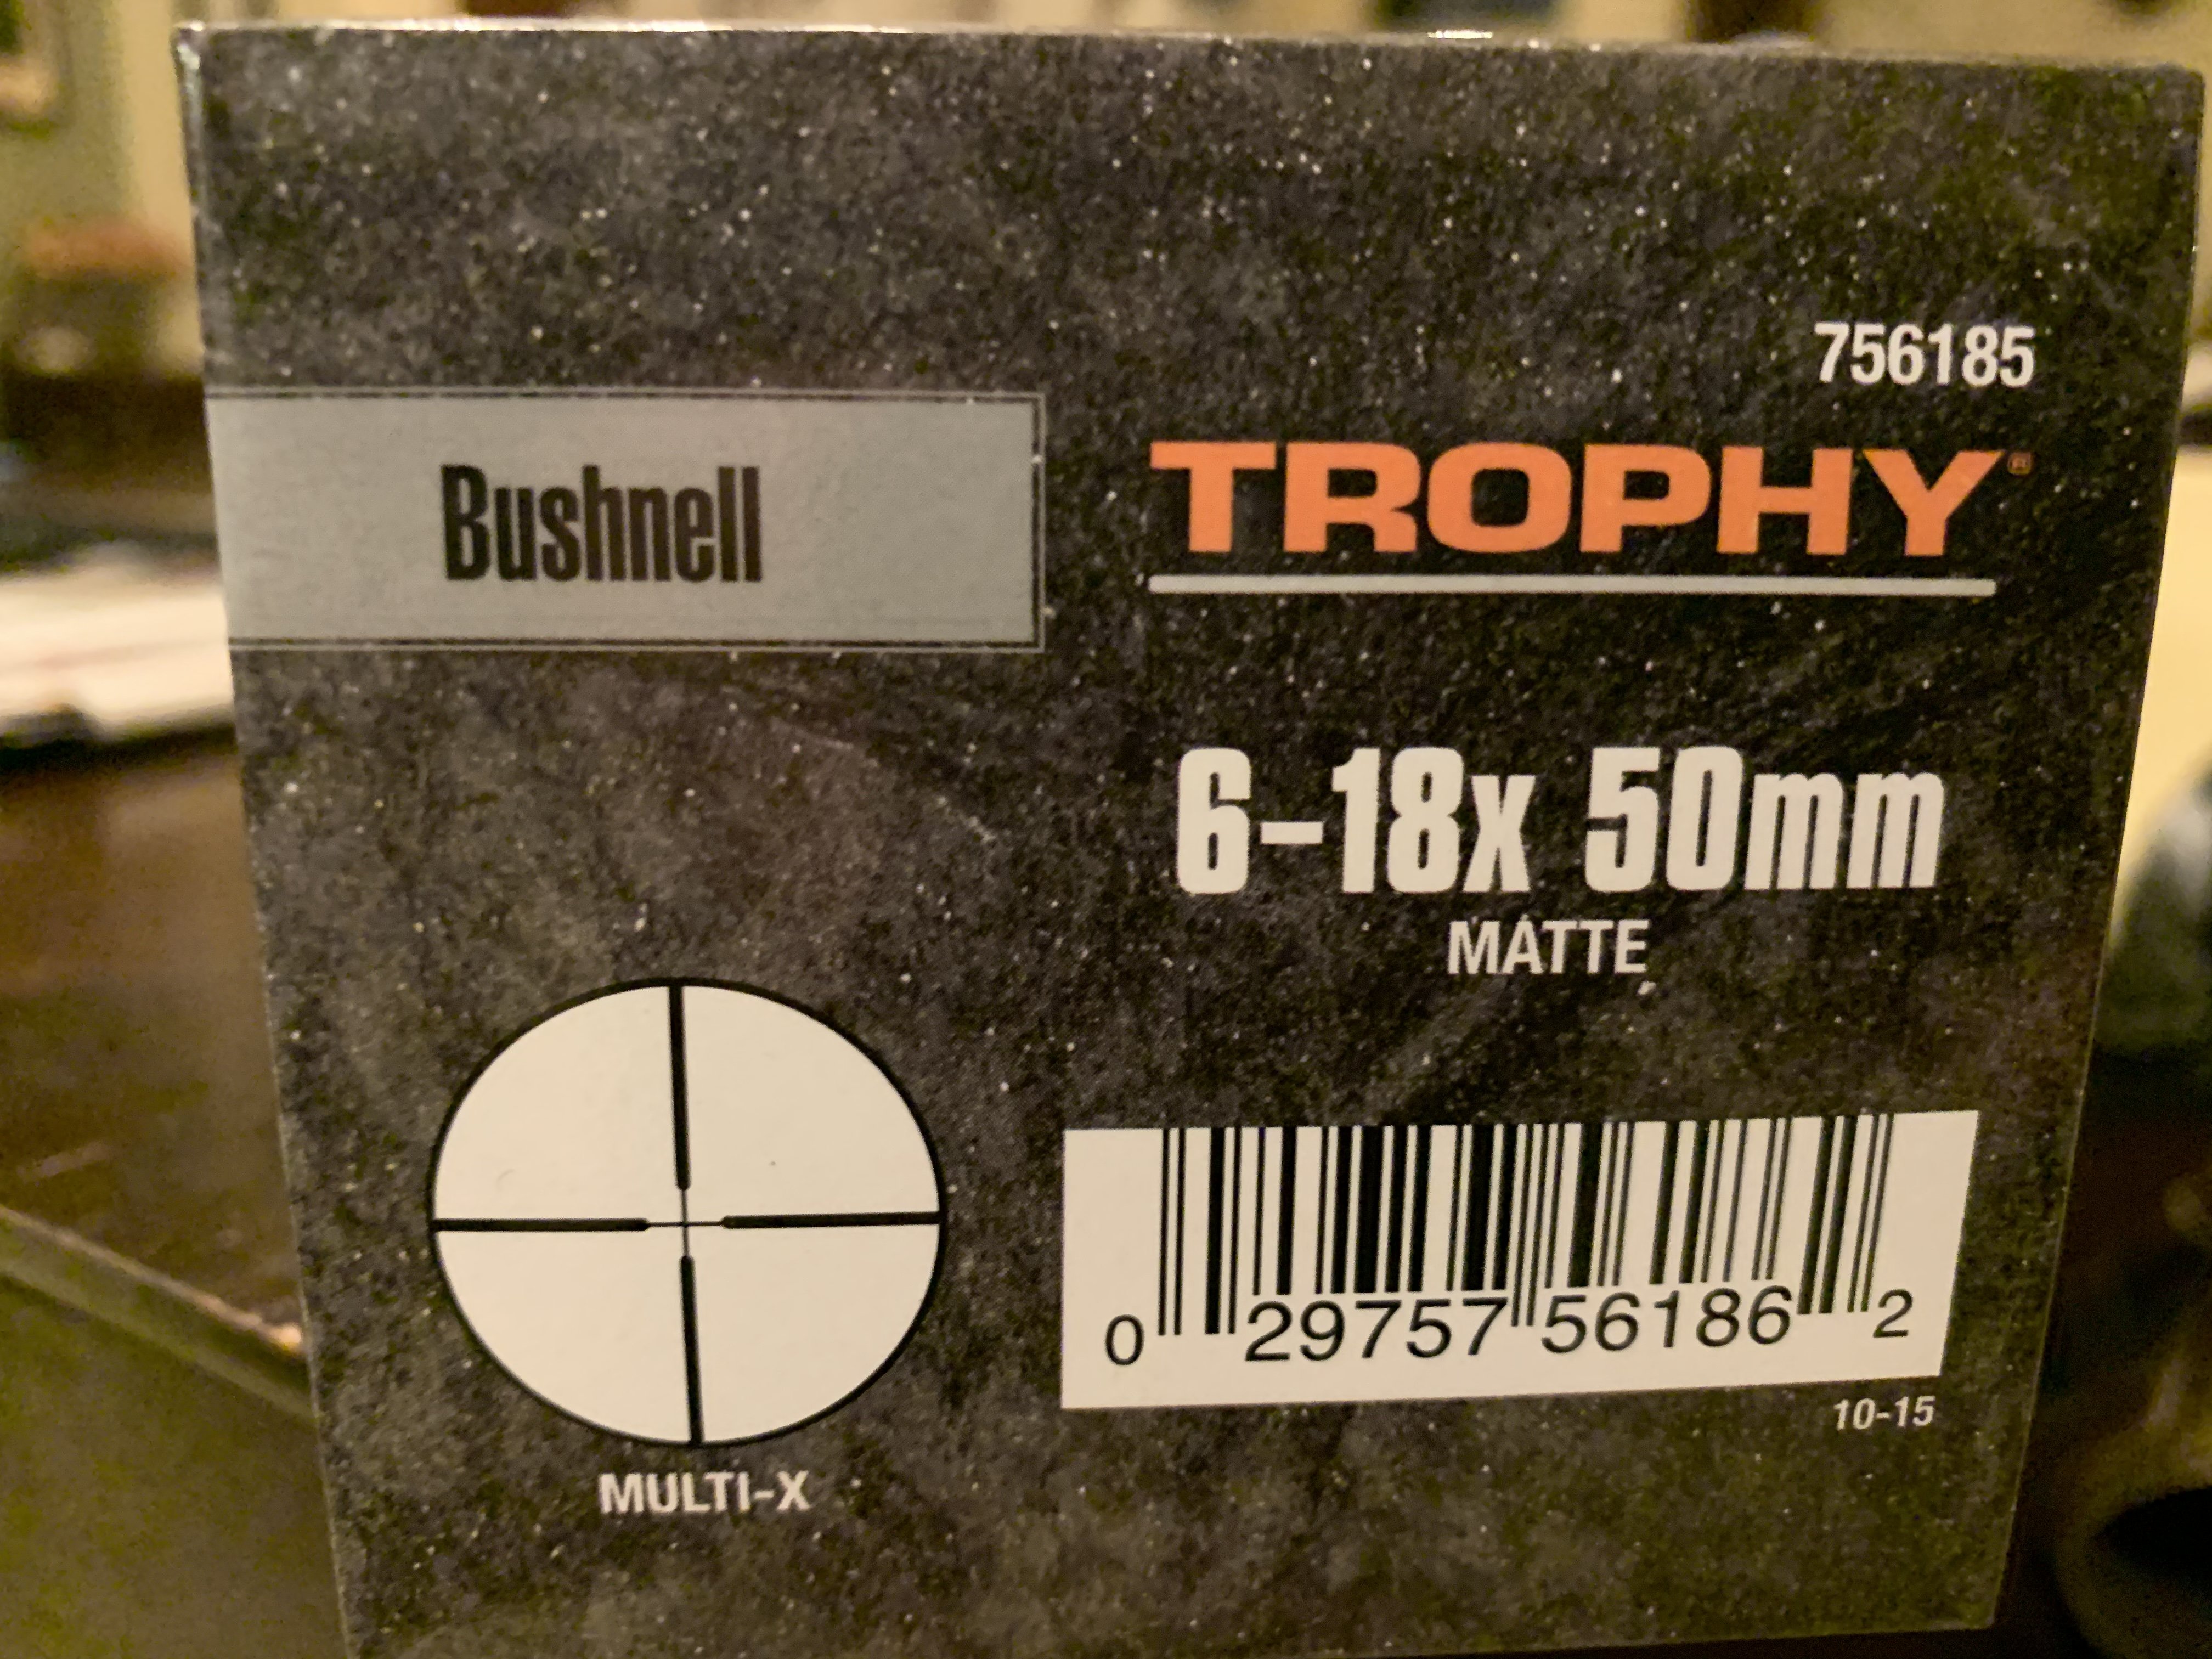 756185
Bushnell
TROPHY®
6-18x 50mm
MATTE
0 29757 56186 2
10-15
MULTI-X